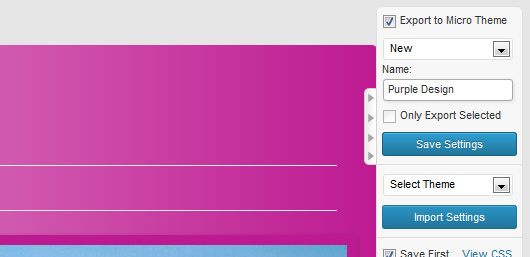 Export to Micro Theme
New
Name:
Purple Design
Only Export Selected
Save Settings
Select Theme
Import Settings
Save First View CSS